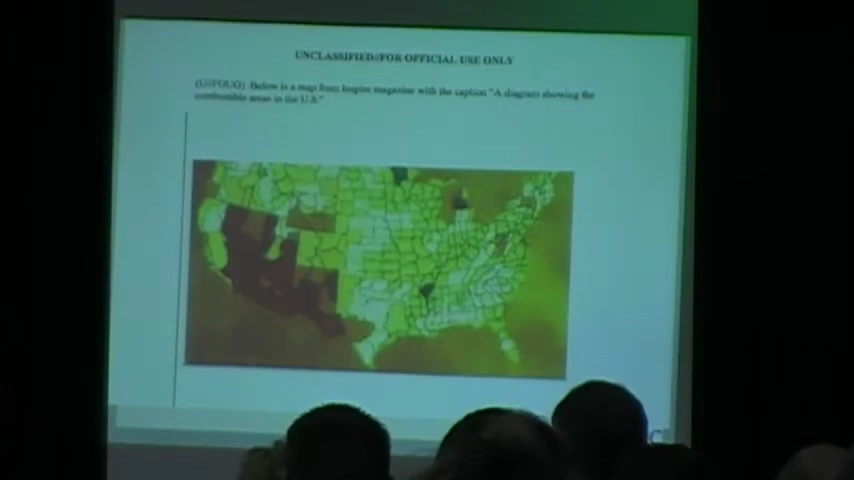 UNCLASSIFIED//FOR OFFICIAL USE ONLY
(U//FOUO) Below is a map from Inspire magazine with the caption "A diagram showing the
combustible areas in the U.S."
C